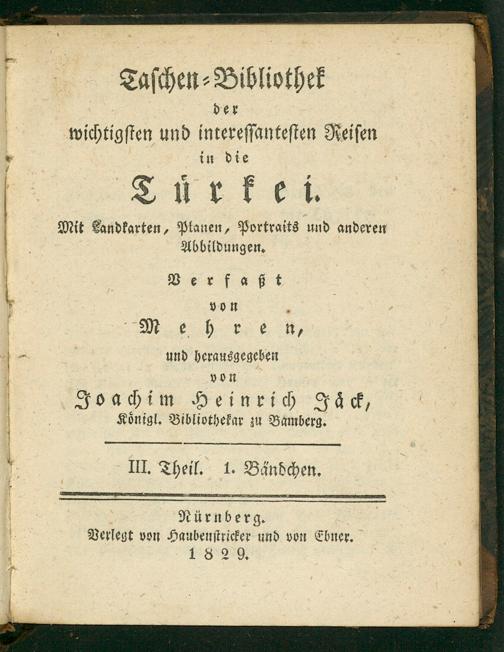 Taschen-Bibliothek
der
wichtigsten und interessantesten Reisen
in die
Türkei.
Mit Landkarten, Planen, Portraits und anderen
Abbildungen.
Verfaßt
von
Mehren,
und herausgegeben
von
Joachim Heinrich Jäck,
Königl. Bibliothekar zu Bamberg.
III. Theil. 1. Bändchen.
Nürnberg.
Verlegt von Haubenstricker und von Ebner.
1829.